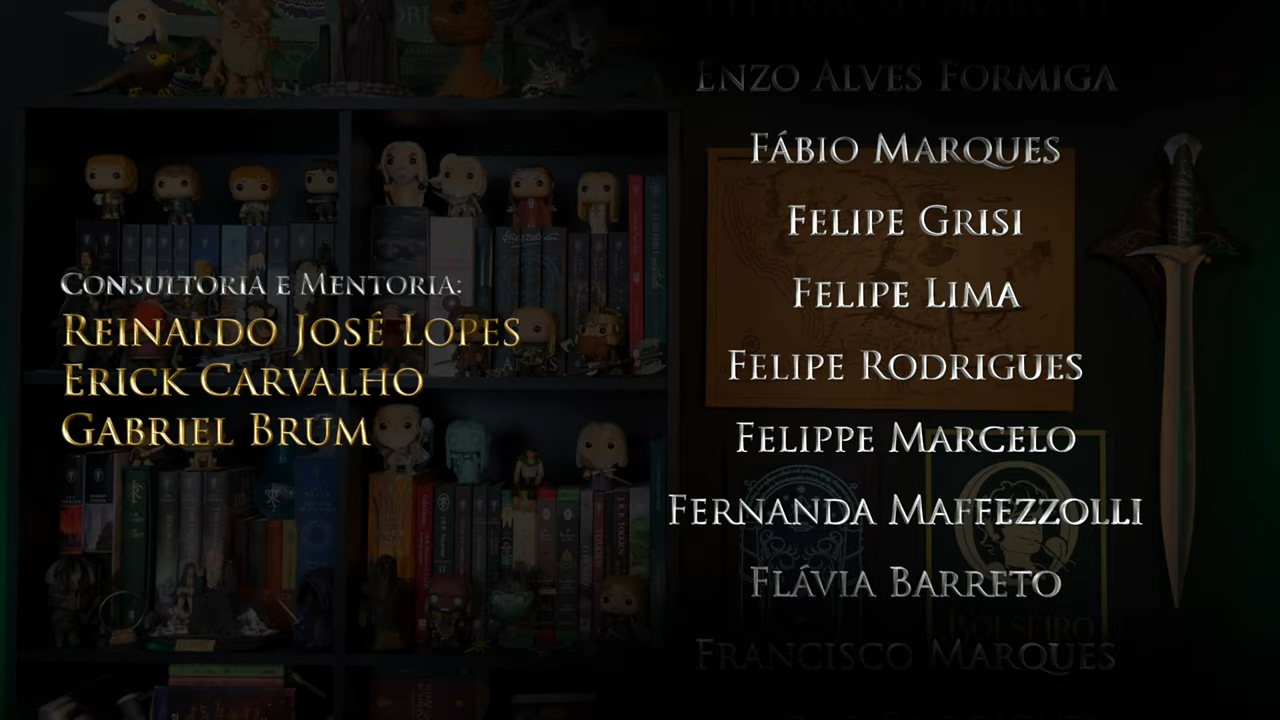 Consultoria e Mentoria:
Reinaldo José Lopes
Erick Carvalho
Gabriel Brum
Enzo Alves Formiga
Fábio Marques
Felipe Grisi
Felipe Lima
Felipe Rodrigues
Felippe Marcelo
Fernanda Maffezzolli
Flávia Barreto
Francisco Marques
Bolseiro